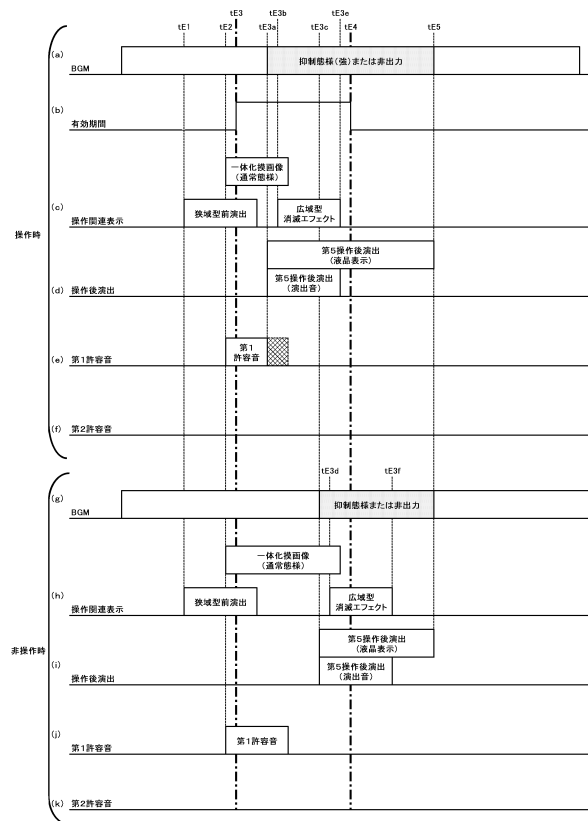 tE3 tE3b tE3e
tE1 tE2 tE3a tE3c tE4 tE5
(a)
BGM
抑制態様(強)または非出力
(b)
有効期間
一体化摸画像
(通常態様)
(c)
操作関連表示
狭域型前演出
広域型
消滅エフェクト
操作時
第5操作後演出
(液晶表示)
(d)
操作後演出
第5操作後演出
(演出音)
(e)
第1許容音
第1
許容音
(f)
第2許容音
tE3d tE3f
(g)
BGM
抑制態様または非出力
一体化摸画像
(通常態様)
(h)
操作関連表示
狭域型前演出
広域型
消滅エフェクト
非操作時
第5操作後演出
(液晶表示)
(i)
操作後演出
第5操作後演出
(演出音)
(j)
第1許容音
第1許容音
(k) 第2許容音